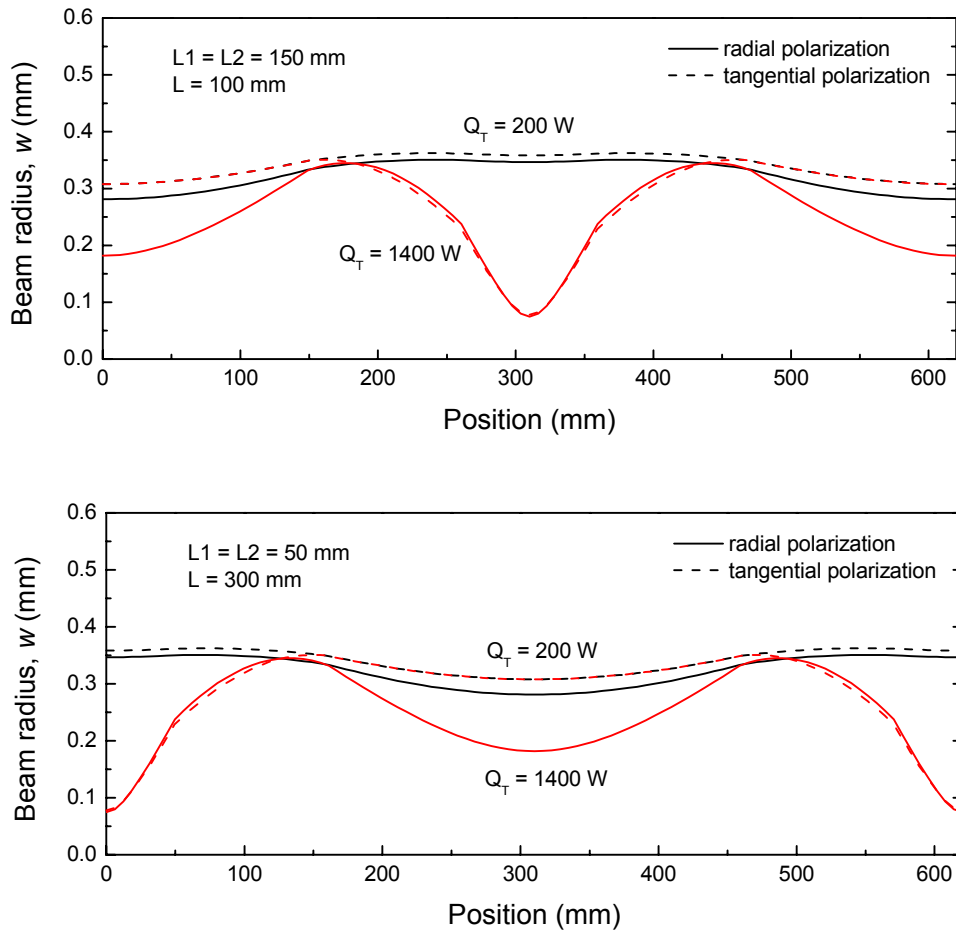 0.6
0.5
0.4
0.3
0.2
0.1
0.0
Beam radius, w (mm)
L1 = L2 = 150 mm
L = 100 mm
radial polarization
tangential polarization
Q_T = 200 W
Q_T = 1400 W
0 100 200 300 400 500 600
Position (mm)
0.6
0.5
0.4
0.3
0.2
0.1
0.0
Beam radius, w (mm)
L1 = L2 = 50 mm
L = 300 mm
radial polarization
tangential polarization
Q_T = 200 W
Q_T = 1400 W
0 100 200 300 400 500 600
Position (mm)